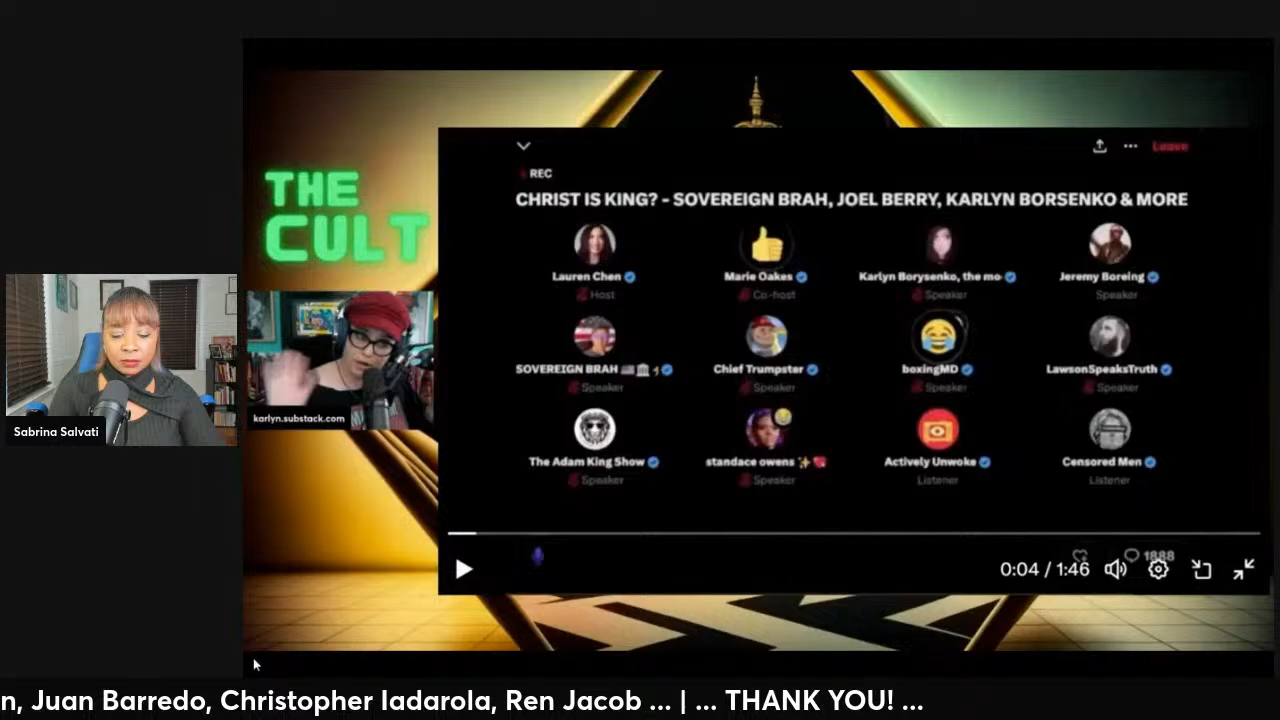 THE
CULT
Leave
REC
CHRIST IS KING? - SOVEREIGN BRAH, JOEL BERRY, KARLYN BORSENKO & MORE
Lauren Chen
Host
Marie Oakes
Co-host
Karlyn Borysenko, the mo
Speaker
Jeremy Boreing
Speaker
SOVEREIGN BRAH
Speaker
Chief Trumpster
Speaker
boxingMD
Speaker
LawsonSpeaksTruth
Speaker
The Adam King Show
Speaker
standace owens
Speaker
Actively Unwoke
Listener
Censored Men
Listener
karlyn.substack.com
Sabrina Salvati
1888
0:04 / 1:46
n, Juan Barredo, Christopher Iadarola, Ren Jacob ... | ... THANK YOU! ...